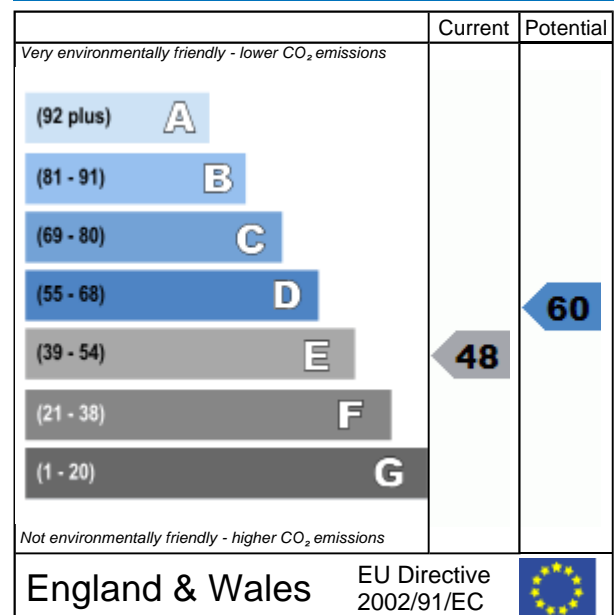 Current Potential
Very environmentally friendly - lower CO₂ emissions
(92 plus) A
(81 - 91) B
(69 - 80) C
(55 - 68) D
60
(39 - 54) E
48
(21 - 38) F
(1 - 20) G
Not environmentally friendly - higher CO₂ emissions
England & Wales
EU Directive
2002/91/EC